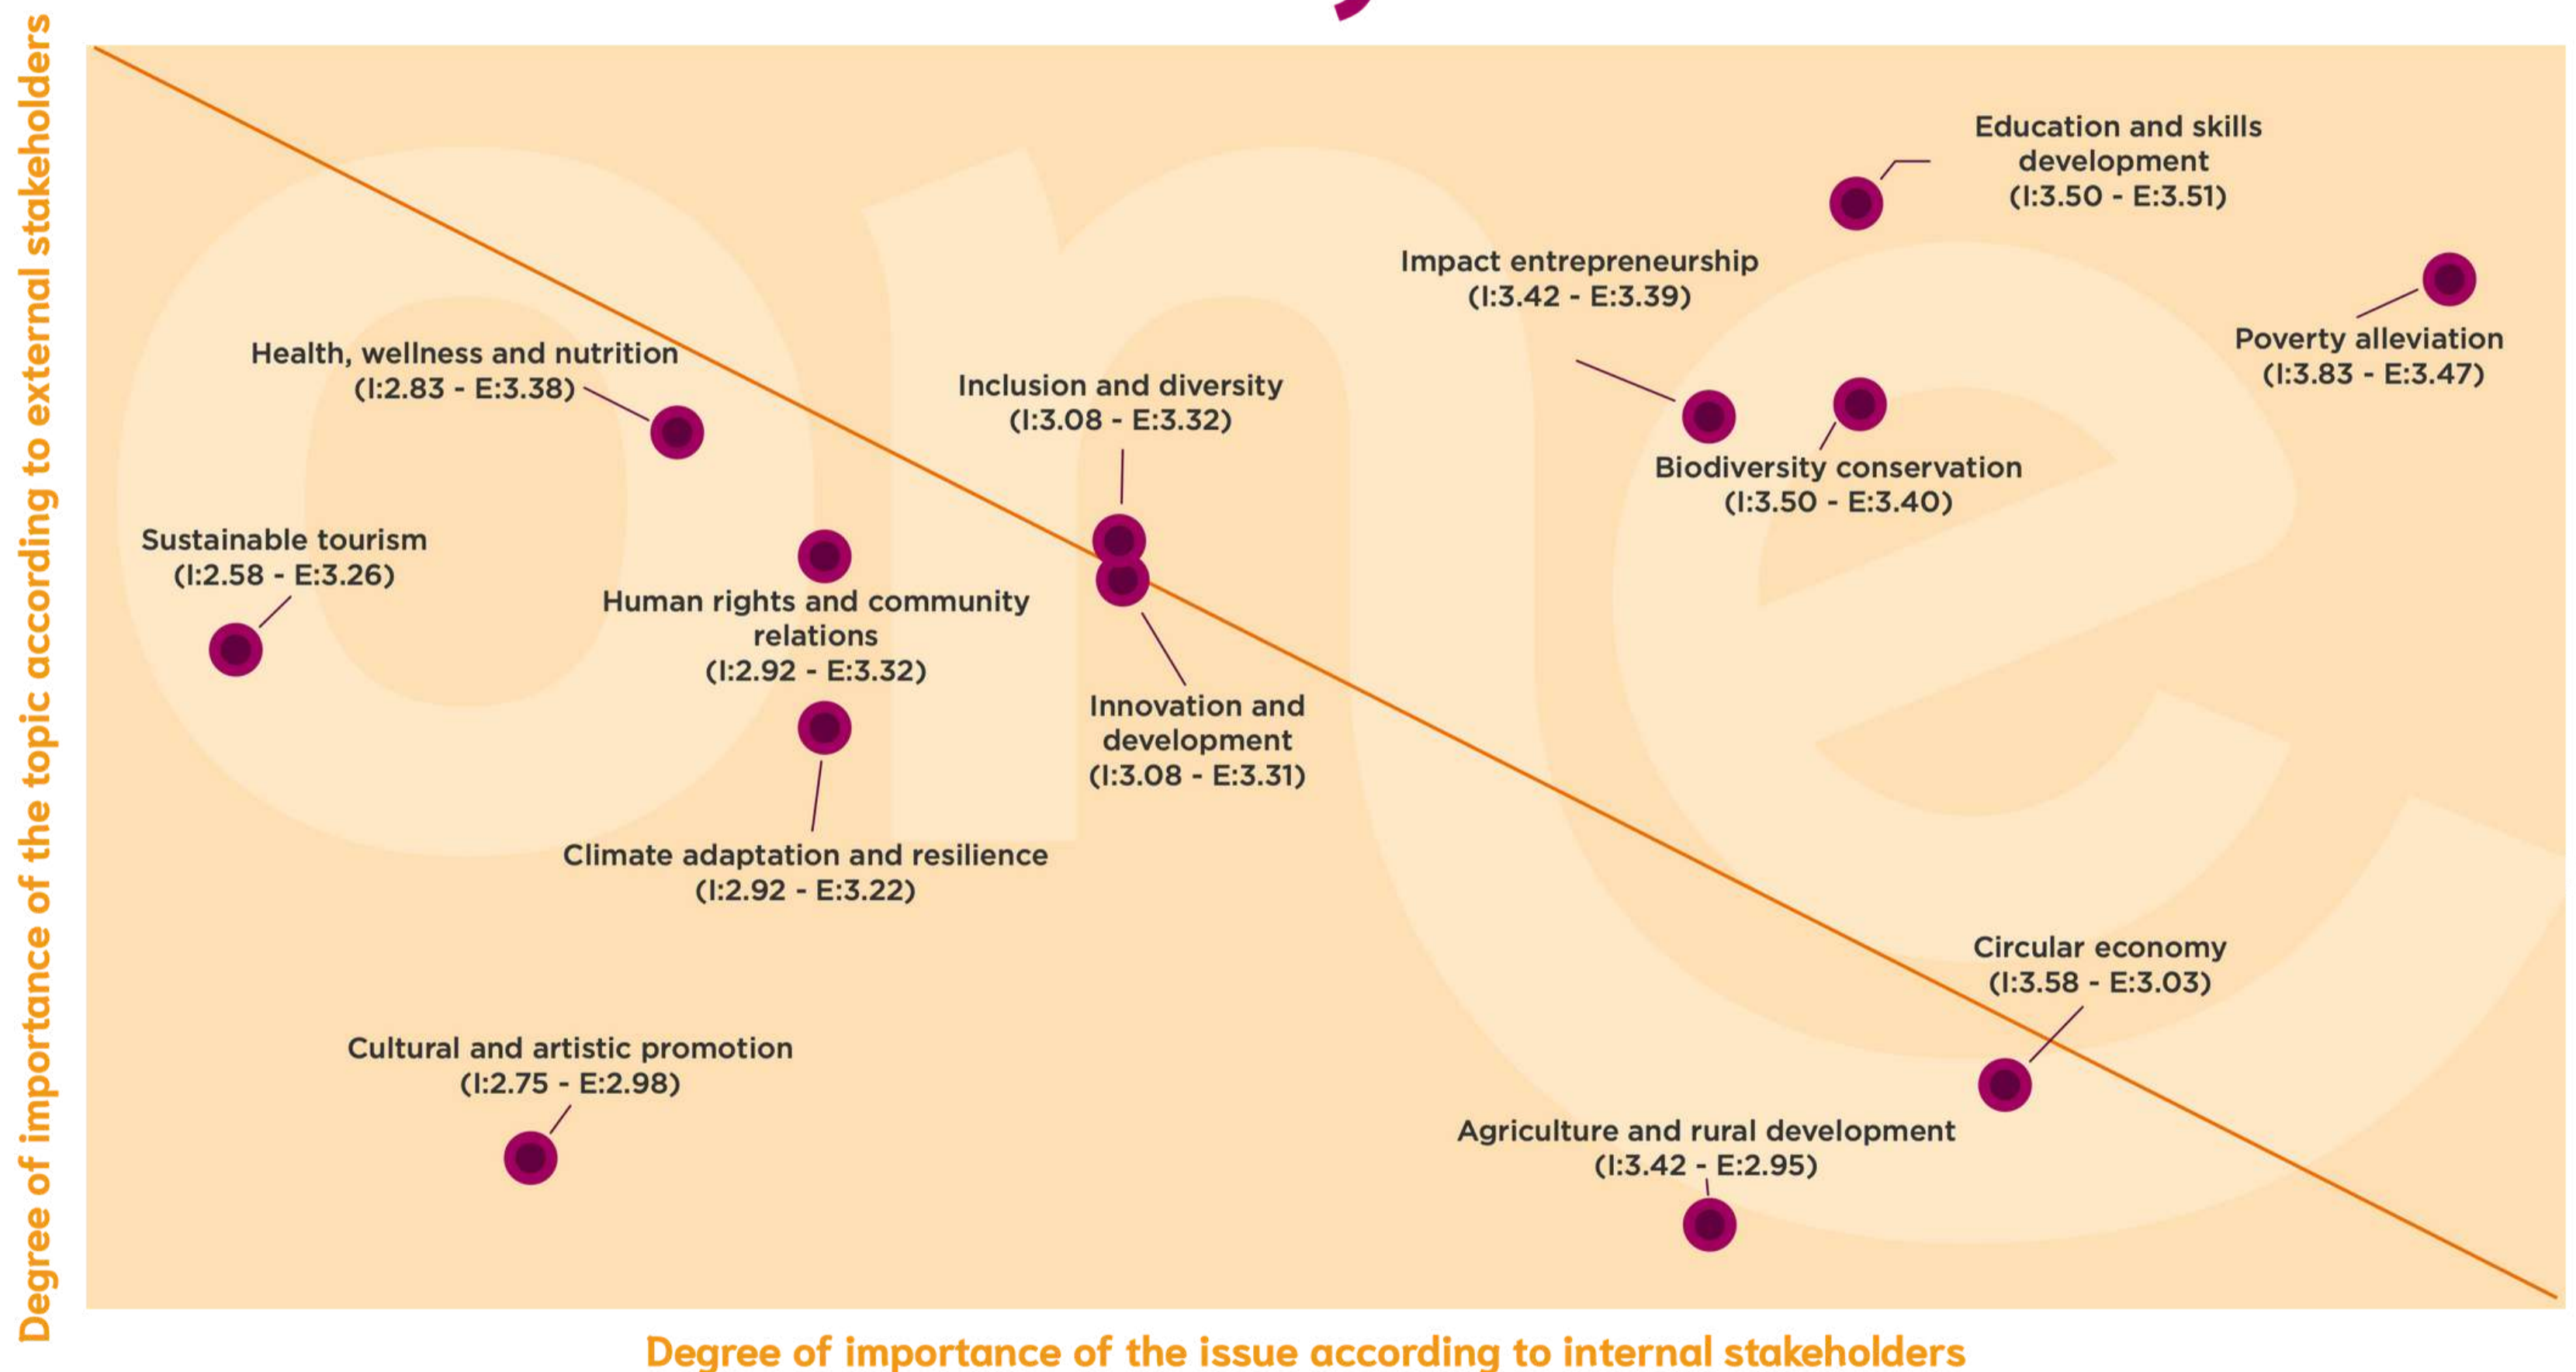 Degree of importance of the topic according to external stakeholders
one
Education and skills
development
(I:3.50 - E:3.51)
Impact entrepreneurship
(I:3.42 - E:3.39)
Poverty alleviation
(I:3.83 - E:3.47)
Health, wellness and nutrition
(I:2.83 - E:3.38)
Inclusion and diversity
(I:3.08 - E:3.32)
Biodiversity conservation
(I:3.50 - E:3.40)
Sustainable tourism
(I:2.58 - E:3.26)
Human rights and community
relations
(I:2.92 - E:3.32)
Innovation and
development
(I:3.08 - E:3.31)
Climate adaptation and resilience
(I:2.92 - E:3.22)
Circular economy
(I:3.58 - E:3.03)
Cultural and artistic promotion
(I:2.75 - E:2.98)
Agriculture and rural development
(I:3.42 - E:2.95)
Degree of importance of the issue according to internal stakeholders